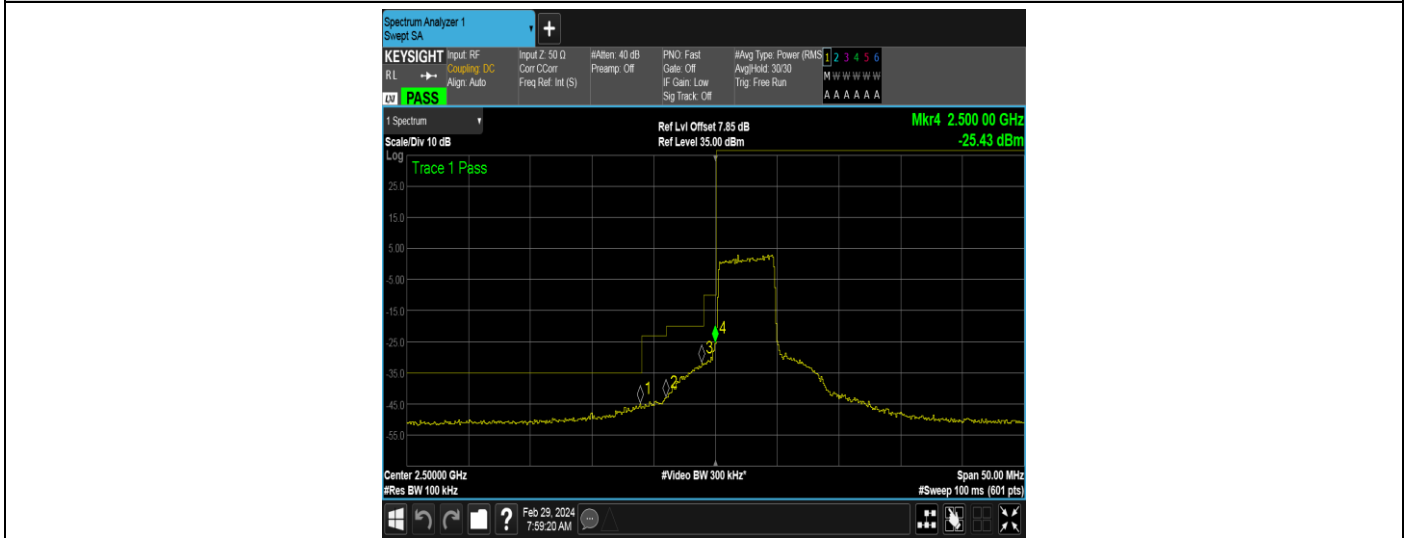 Spectrum Analyzer 1
Swept SA
+
KEYSIGHT Input: RF Input Z: 50 Ω #Atten: 40 dB PNO: Fast #Avg Type: Power (RMS 1 2 3 4 5 6
RL Coupling: DC Corr CCorr Preamp: Off Gate: Off Avg|Hold: 30/30 M W W W W W
Align: Auto Freq Ref: Int (S) IF Gain: Low Trig: Free Run
LXI PASS Sig Track: Off A A A A A A
1 Spectrum Ref Lvl Offset 7.85 dB Mkr4 2.500 00 GHz
Scale/Div 10 dB Ref Level 35.00 dBm -25.43 dBm
Log
Trace 1 Pass
25.0
15.0
5.00
-5.00
-15.0
4
-25.0
3
-35.0
1 2
-45.0
-55.0
Center 2.50000 GHz #Video BW 300 kHz* Span 50.00 MHz
#Res BW 100 kHz #Sweep 100 ms (601 pts)
? Feb 29, 2024
7:59:20 AM